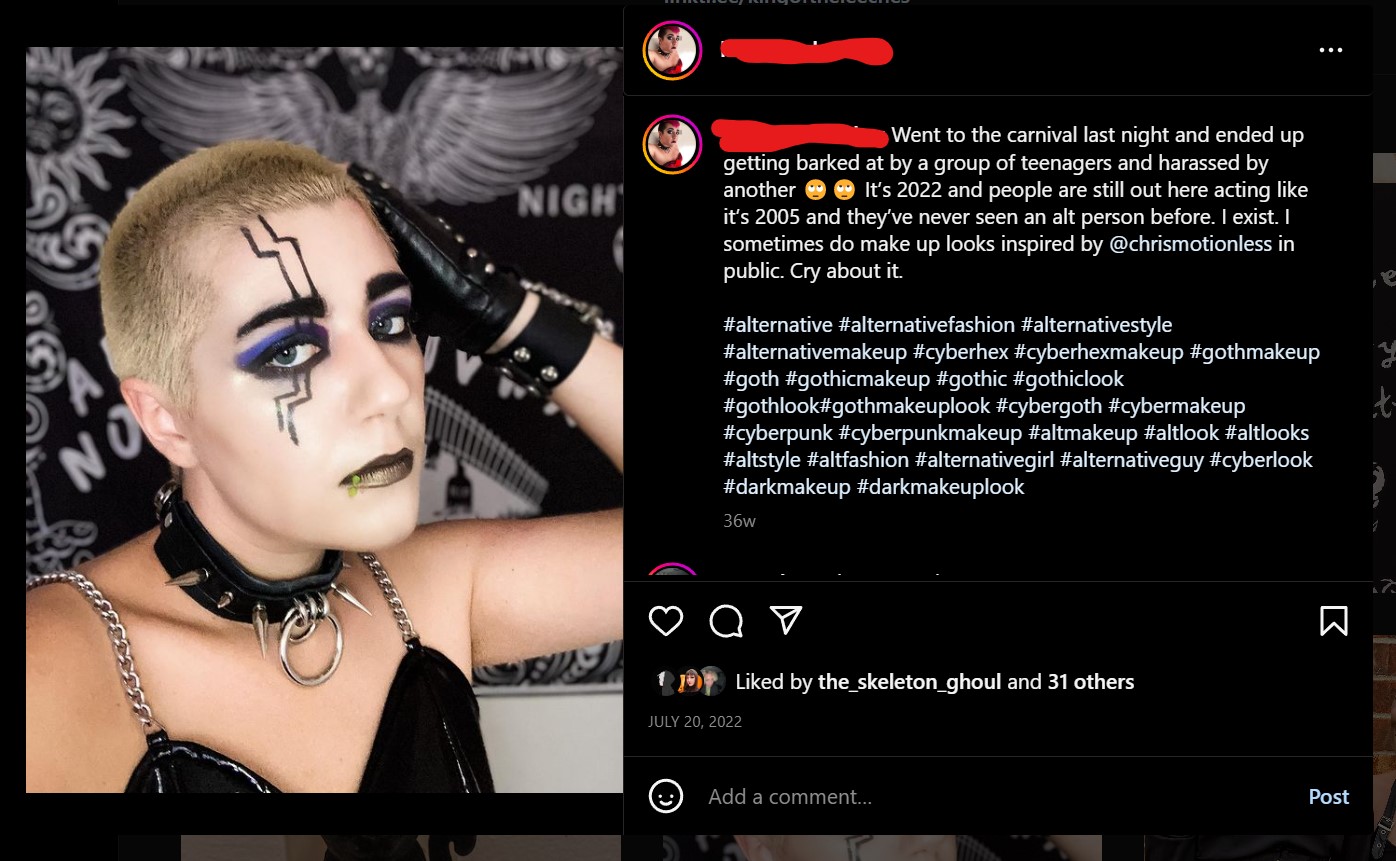 NIGHT
Went to the carnival last night and ended up
getting barked at by a group of teenagers and harassed by
another 🙄🙄 It’s 2022 and people are still out here acting like
it’s 2005 and they’ve never seen an alt person before. I exist. I
sometimes do make up looks inspired by @chrismotionless in
public. Cry about it.
#alternative #alternativefashion #alternativestyle
#alternativemakeup #cyberhex #cyberhexmakeup #gothmakeup
#goth #gothicmakeup #gothic #gothiclook
#gothlook#gothmakeuplook #cybergoth #cybermakeup
#cyberpunk #cyberpunkmakeup #altmakeup #altlook #altlooks
#altstyle #altfashion #alternativegirl #alternativeguy #cyberlook
#darkmakeup #darkmakeuplook
36w
Liked by the_skeleton_ghoul and 31 others
JULY 20, 2022
Add a comment... Post